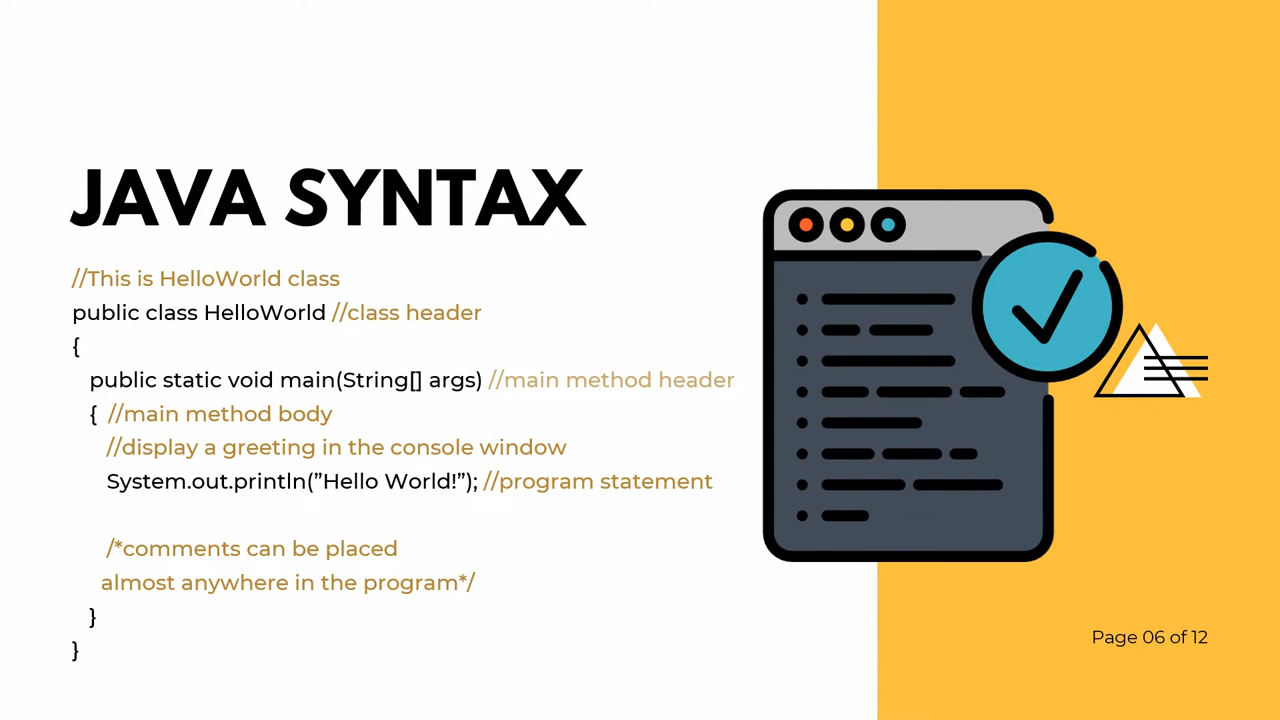 JAVA SYNTAX
//This is HelloWorld class
public class HelloWorld //class header
{
public static void main(String[] args) //main method header
{ //main method body
//display a greeting in the console window
System.out.println(”Hello World!”); //program statement
/*comments can be placed
almost anywhere in the program*/
}
}
Page 06 of 12